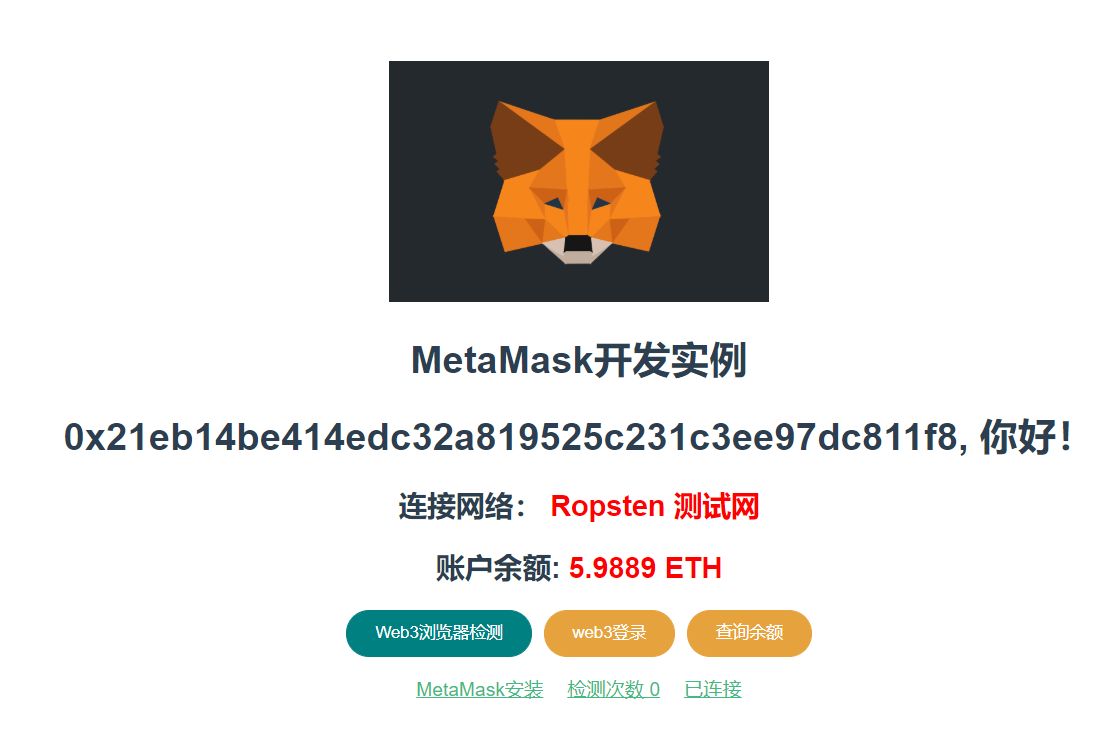 MetaMask开发实例
0x21eb14be414edc32a819525c231c3ee97dc811f8, 你好！
连接网络： Ropsten 测试网
账户余额: 5.9889 ETH
Web3浏览器检测 web3登录 查询余额
MetaMask安装 检测次数 0 已连接